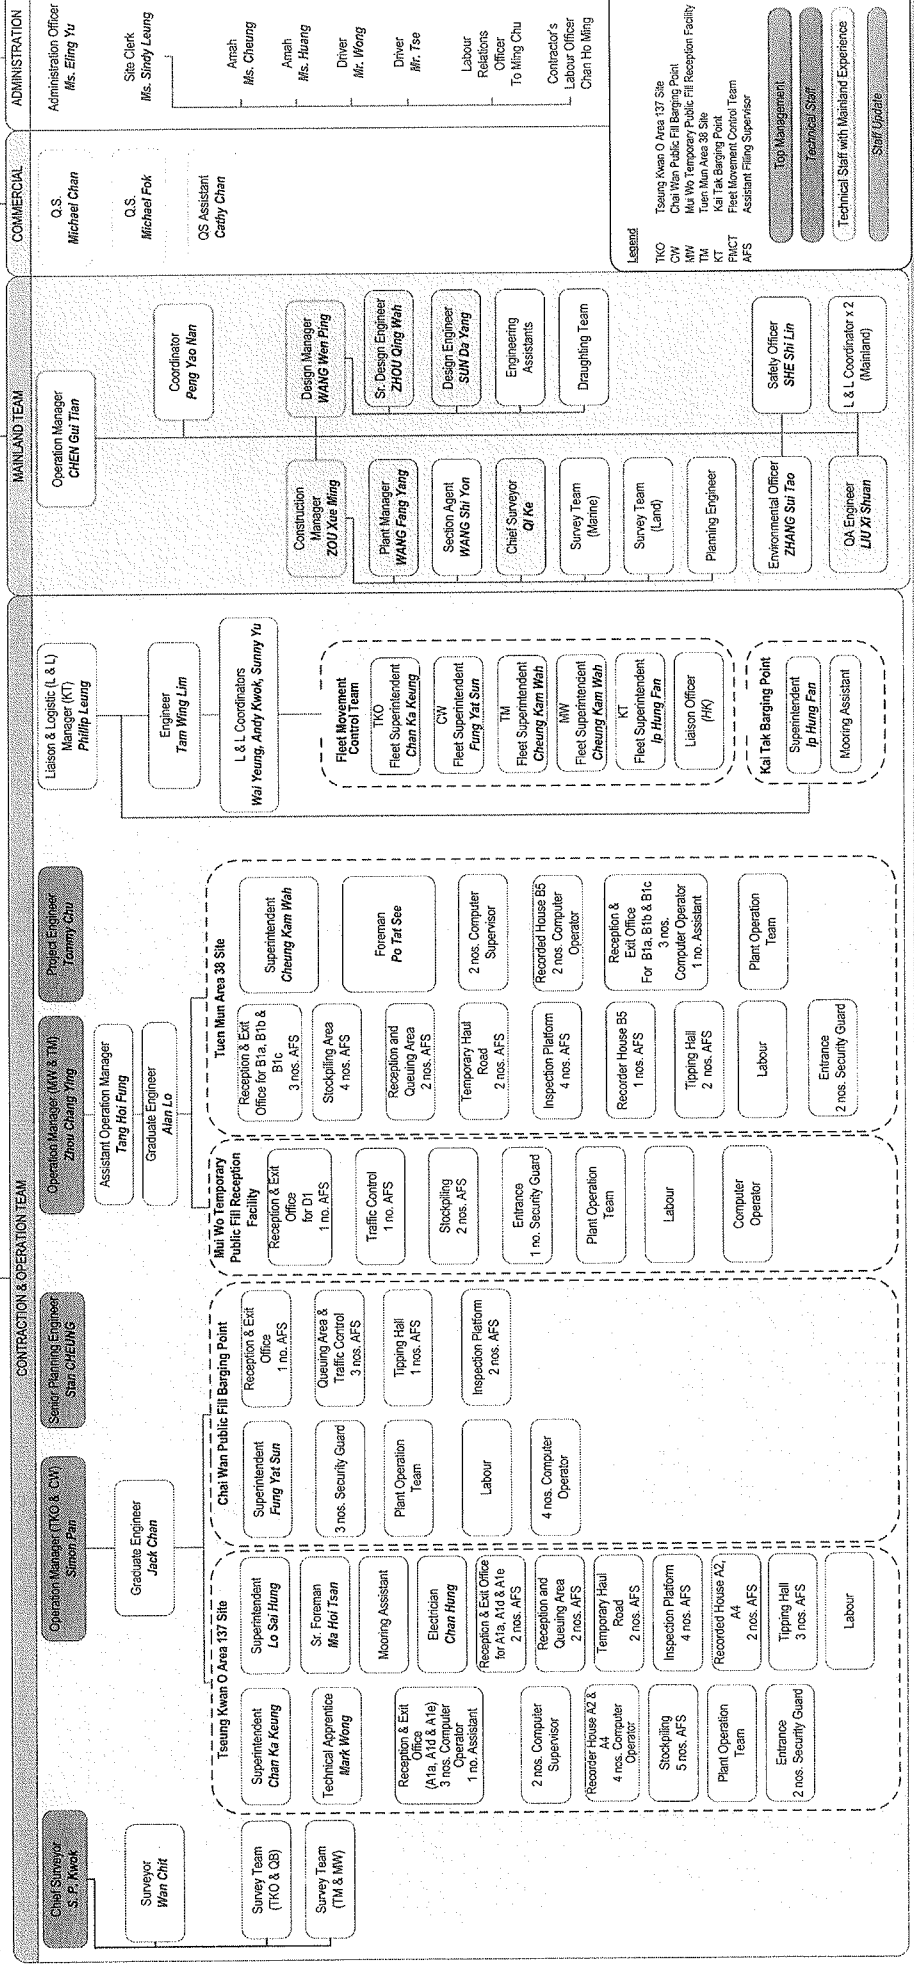 CONTRACTION & OPERATION TEAM
Chief Surveyor
S. P. Kwok
Surveyor
Wan Chit
Survey Team
(TKO & QB)
Survey Team
(TM & MW)
Operation Manager (TKO & CW)
Simon Pan
Senior Planning Engineer
Stan CHEUNG
Graduate Engineer
Jack Chan
Tseung Kwan O Area 137 Site
Superintendent
Chan Ka Keung
Technical Apprentice
Mark Wong
Reception & Exit
Office
(A1a, A1d & A1e)
3 nos. Computer
Operator
1 no. Assistant
2 nos. Computer
Supervisor
Recorder House A2 &
A4
4 nos. Computer
Operator
Stockpiling
5 nos. AFS
Plant Operation
Team
Entrance
2 nos. Security Guard
Superintendent
Lo Sai Hung
Sr. Foreman
Ma Hoi Tsan
Mooring Assistant
Electrician
Chan Hung
Reception & Exit Office
for A1a, A1d & A1e
2 nos. AFS
Reception and
Queuing Area
2 nos. AFS
Temporary Haul
Road
2 nos. AFS
Inspection Platform
4 nos. AFS
Recorded House A2,
A4
2 nos. AFS
Tipping Hall
3 nos. AFS
Labour
Chai Wan Public Fill Barging Point
Superintendent
Fung Yat Sun
3 nos. Security Guard
Plant Operation
Team
Labour
4 nos. Computer
Operator
Reception & Exit
Office
1 no. AFS
Queuing Area &
Traffic Control
3 nos. AFS
Tipping Hall
1 nos. AFS
Inspection Platform
2 nos. AFS
Operation Manager (MW & TM)
Zhou Chang Ying
Project Engineer
Tommy Chu
Assistant Operation Manager
Tang Hoi Fung
Graduate Engineer
Alan Lo
Mui Wo Temporary
Public Fill Reception
Facility
Reception & Exit
Office
for D1
1 no. AFS
Traffic Control
1 no. AFS
Stockpiling
2 nos. AFS
Entrance
1 no. Security Guard
Plant Operation
Team
Labour
Computer
Operator
Tuen Mun Area 38 Site
Reception & Exit
Office for B1a, B1b &
B1c
3 nos. AFS
Stockpiling Area
4 nos. AFS
Reception and
Queuing Area
2 nos. AFS
Temporary Haul
Road
2 nos. AFS
Inspection Platform
4 nos. AFS
Recorder House B5
1 nos. AFS
Tipping Hall
2 nos. AFS
Labour
Entrance
2 nos. Security Guard
Superintendent
Cheung Kam Wah
Foreman
Po Tat See
2 nos. Computer
Supervisor
Recorded House B5
2 nos. Computer
Operator
Reception &
Exit Office
For B1a, B1b & B1c
3 nos.
Computer Operator
1 no. Assistant
Plant Operation
Team
Liaison & Logistic (L & L)
Manager (KT)
Phillip Leung
Engineer
Tam Wing Lim
L & L Coordinators
Wai Yeung, Andy Kwok, Sunny Yu
Fleet Movement
Control Team
TKO
Fleet Superintendent
Chan Ka Keung
CW
Fleet Superintendent
Fung Yat Sun
TM
Fleet Superintendent
Cheung Kam Wah
MW
Fleet Superintendent
Cheung Kam Wah
KT
Fleet Superintendent
Ip Hung Fan
Liaison Officer
(HK)
Kai Tak Barging Point
Superintendent
Ip Hung Fan
Mooring Assistant
MAINLAND TEAM
Operation Manager
CHEN Gui Tian
Coordinator
Peng Yao Nan
Construction
Manager
ZOU Xue Ming
Plant Manager
WANG Fang Yang
Section Agent
WANG Shi Yon
Chief Surveyor
QI Ke
Survey Team
(Marine)
Survey Team
(Land)
Planning Engineer
Environmental Officer
ZHANG Sui Tao
QA Engineer
LIU Xi Shuan
Design Manager
WANG Wen Ping
Sr. Design Engineer
ZHOU Qing Wah
Design Engineer
SUN Da Yang
Engineering
Assistants
Draughting Team
Safety Officer
SHE Shi Lin
L & L Coordinator x 2
(Mainland)
COMMERCIAL
Q.S.
Michael Chan
Q.S.
Michael Fok
QS Assistant
Cathy Chan
ADMINISTRATION
Administration Officer
Ms. Eling Yu
Site Clerk
Ms. Sindy Leung
Amah
Ms. Cheung
Amah
Ms. Huang
Driver
Mr. Wong
Driver
Mr. Tse
Labour
Relations
Officer
To Ming Chu
Contractor's
Labour Officer
Chan Ho Ming
Legend
TKO Tseung Kwan O Area 137 Site
CW Chai Wan Public Fill Barging Point
MW Mui Wo Temporary Public Fill Reception Facility
TM Tuen Mun Area 38 Site
KT Kai Tak Barging Point
FMCT Fleet Movement Control Team
AFS Assistant Filing Supervisor
Top Management
Technical Staff
Technical Staff with Mainland Experience
Staff Update